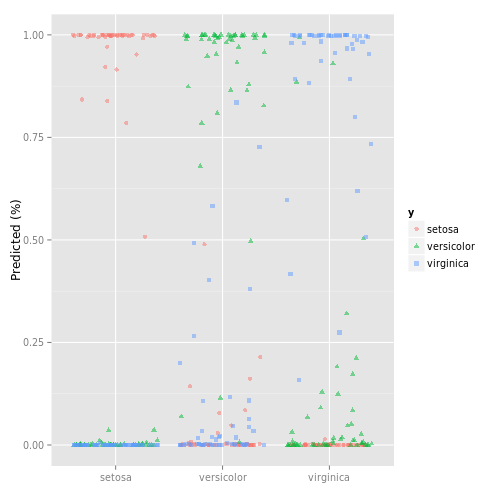 1.00
0.75
0.50
0.25
0.00
Predicted (%)
setosa
versicolor
virginica
y
setosa
versicolor
virginica